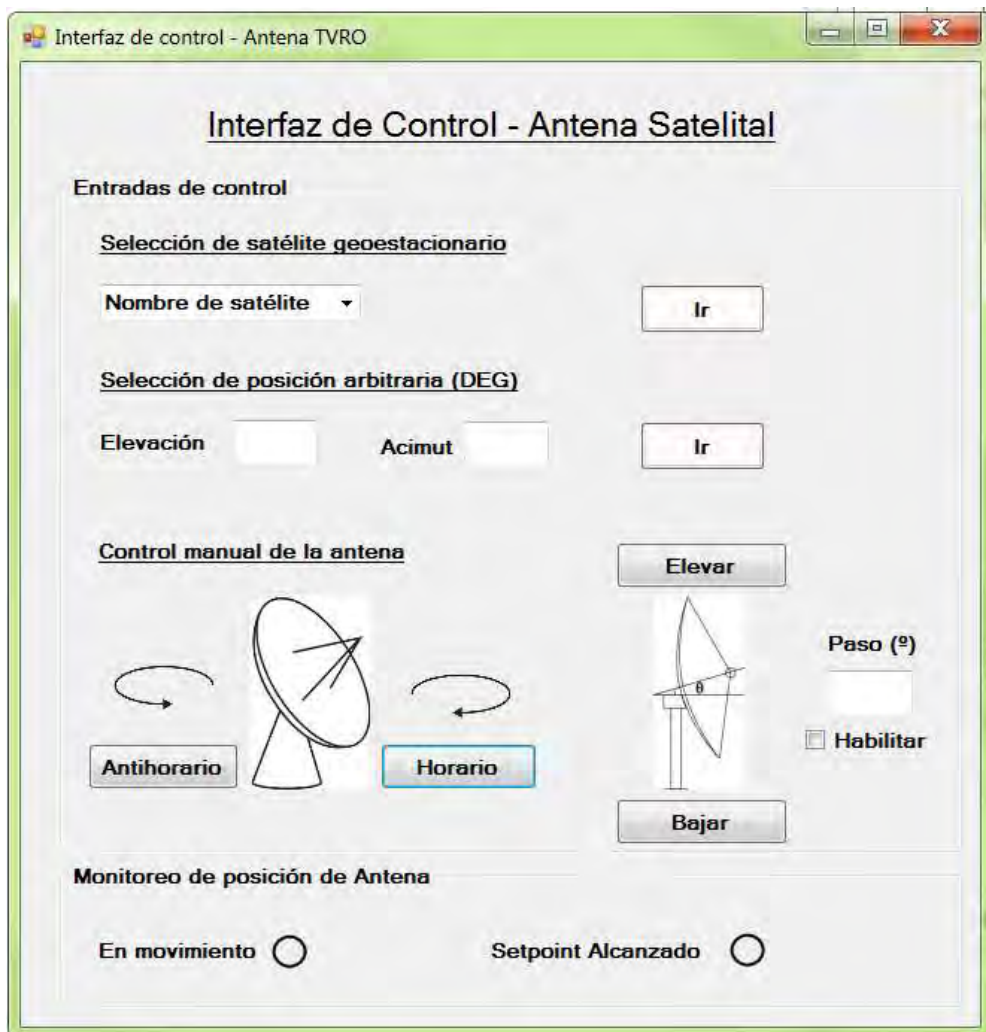 Interfaz de control - Antena TVRO
Interfaz de Control - Antena Satelital
Entradas de control
Selección de satélite geoestacionario
Nombre de satélite
Ir
Selección de posición arbitraria (DEG)
Elevación
Acimut
Ir
Control manual de la antena
Elevar
Paso (º)
θ
Habilitar
Antihorario
Horario
Bajar
Monitoreo de posición de Antena
En movimiento
Setpoint Alcanzado